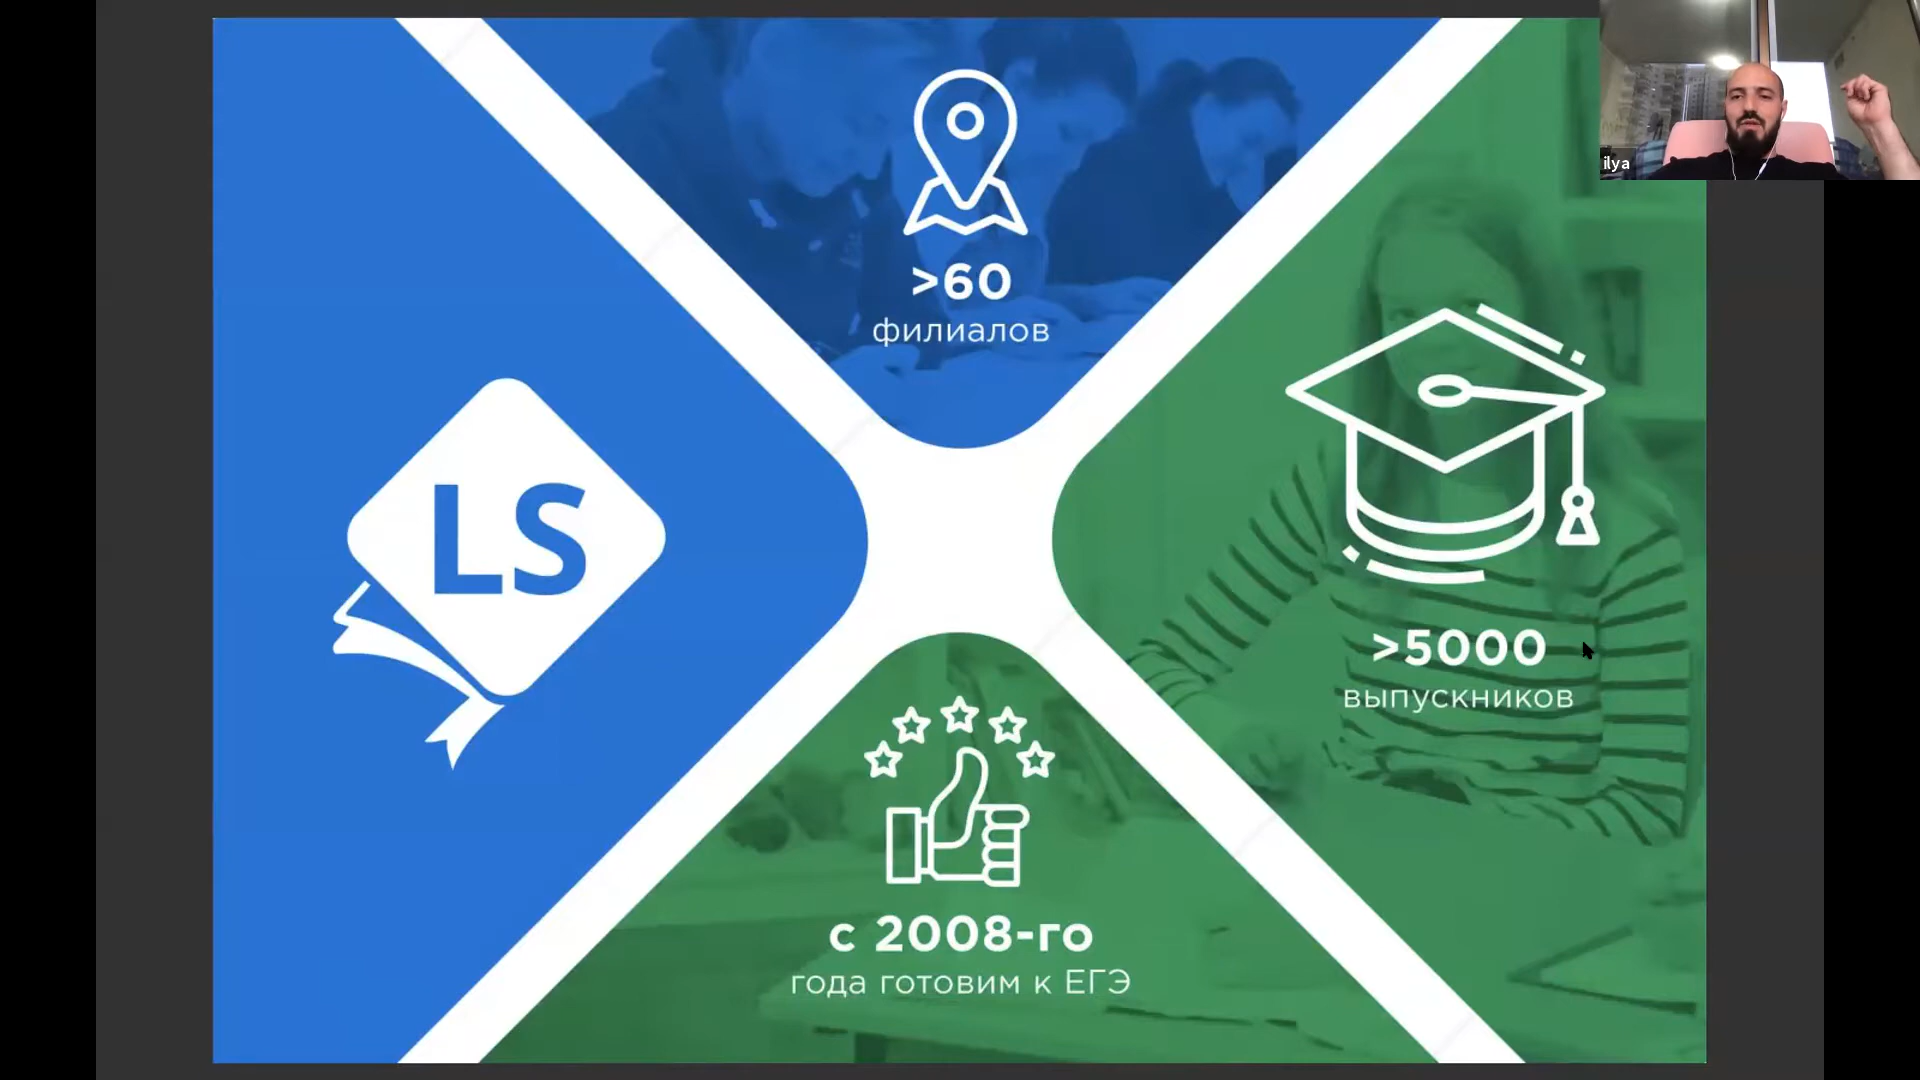 ilya
>60
филиалов
LS
>5000
выпускников
с 2008-го
года готовим к ЕГЭ